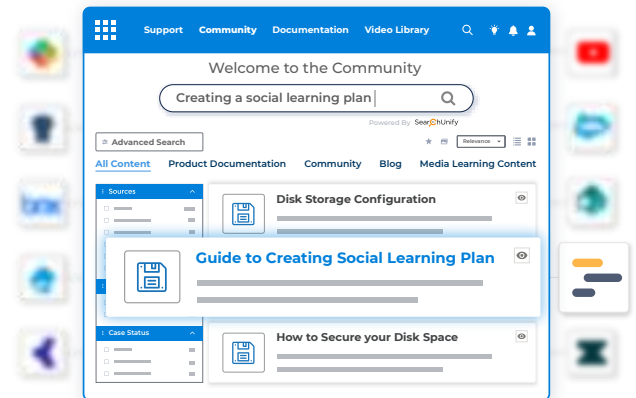 Support Community Documentation Video Library
Welcome to the Community
Creating a social learning plan
Powered By SearchUnify
Advanced Search
Relevance
All Content Product Documentation Community Blog Media Learning Content
Sources
Disk Storage Configuration
Guide to Creating Social Learning Plan
Case Status
How to Secure your Disk Space